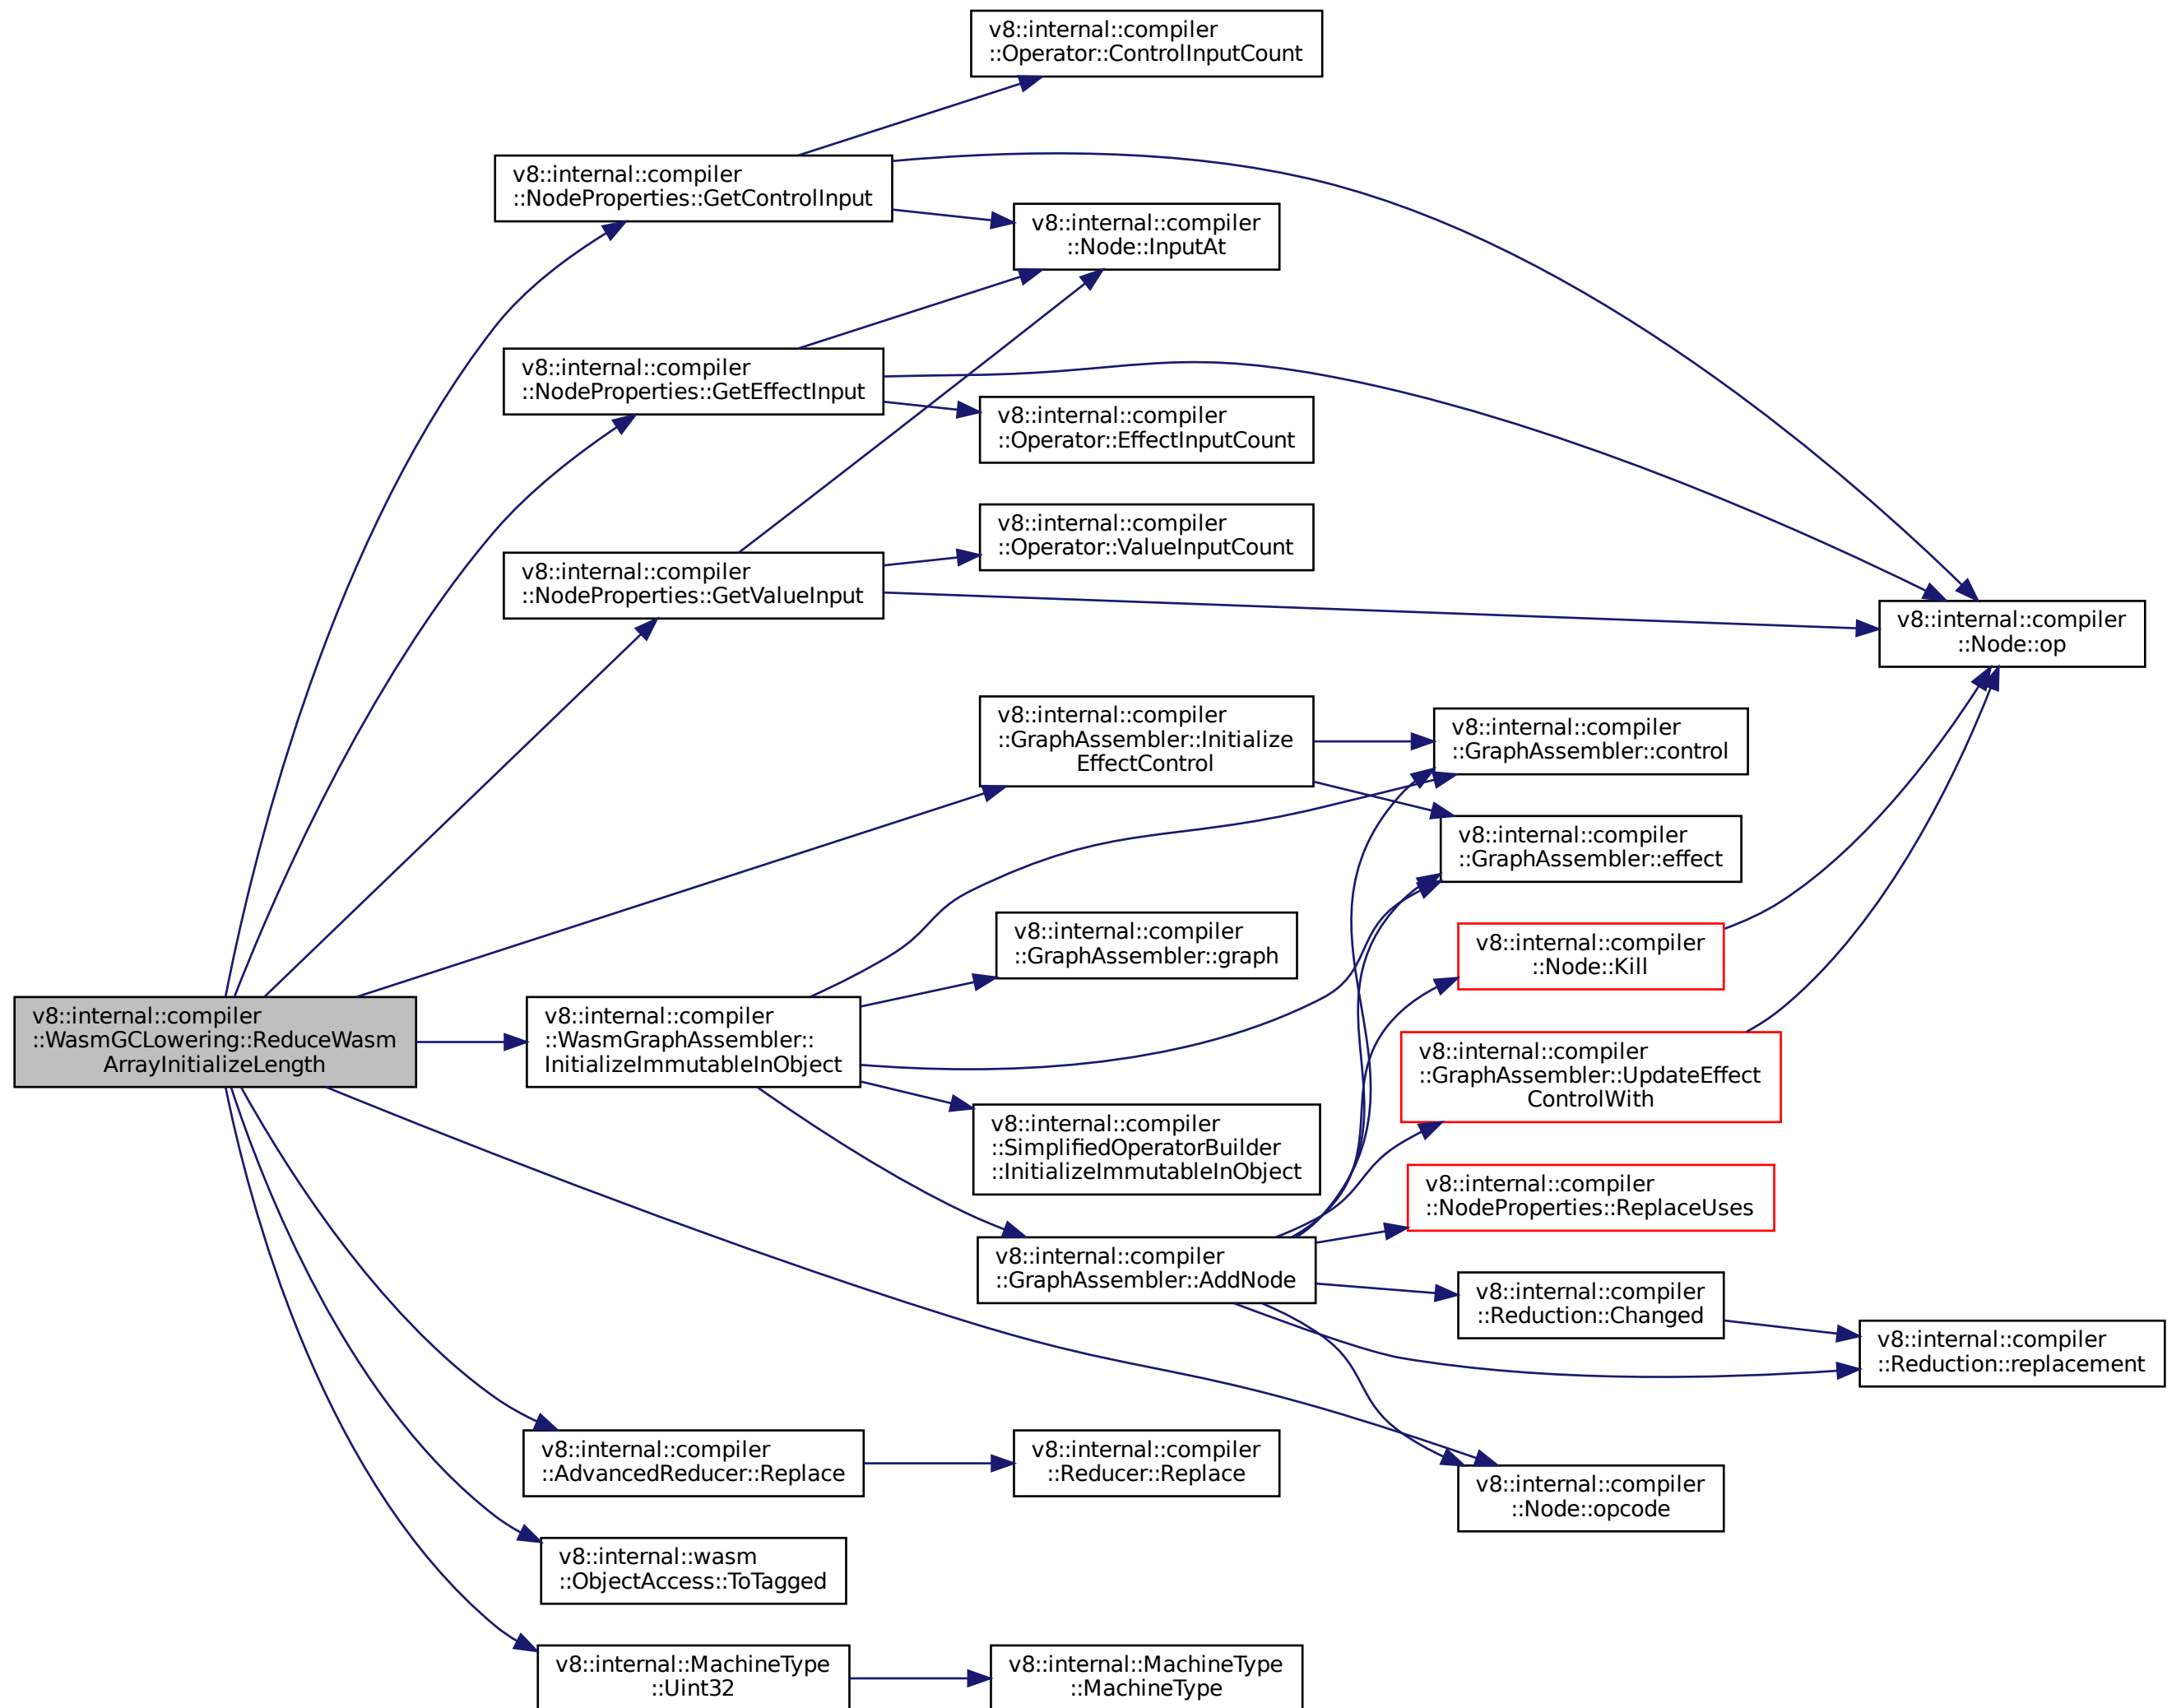 v8::internal::compiler
::Operator::ControlInputCount
v8::internal::compiler
::NodeProperties::GetControlInput
v8::internal::compiler
::Node::InputAt
v8::internal::compiler
::NodeProperties::GetEffectInput
v8::internal::compiler
::Operator::EffectInputCount
v8::internal::compiler
::Operator::ValueInputCount
v8::internal::compiler
::NodeProperties::GetValueInput
v8::internal::compiler
::Node::op
v8::internal::compiler
::GraphAssembler::Initialize
EffectControl
v8::internal::compiler
::GraphAssembler::control
v8::internal::compiler
::GraphAssembler::effect
v8::internal::compiler
::GraphAssembler::graph
v8::internal::compiler
::Node::Kill
v8::internal::compiler
::WasmGCLowering::ReduceWasm
ArrayInitializeLength
v8::internal::compiler
::WasmGraphAssembler::
InitializeImmutableInObject
v8::internal::compiler
::GraphAssembler::UpdateEffect
ControlWith
v8::internal::compiler
::SimplifiedOperatorBuilder
::InitializeImmutableInObject
v8::internal::compiler
::NodeProperties::ReplaceUses
v8::internal::compiler
::GraphAssembler::AddNode
v8::internal::compiler
::Reduction::Changed
v8::internal::compiler
::Reduction::replacement
v8::internal::compiler
::AdvancedReducer::Replace
v8::internal::compiler
::Reducer::Replace
v8::internal::compiler
::Node::opcode
v8::internal::wasm
::ObjectAccess::ToTagged
v8::internal::MachineType
::Uint32
v8::internal::MachineType
::MachineType